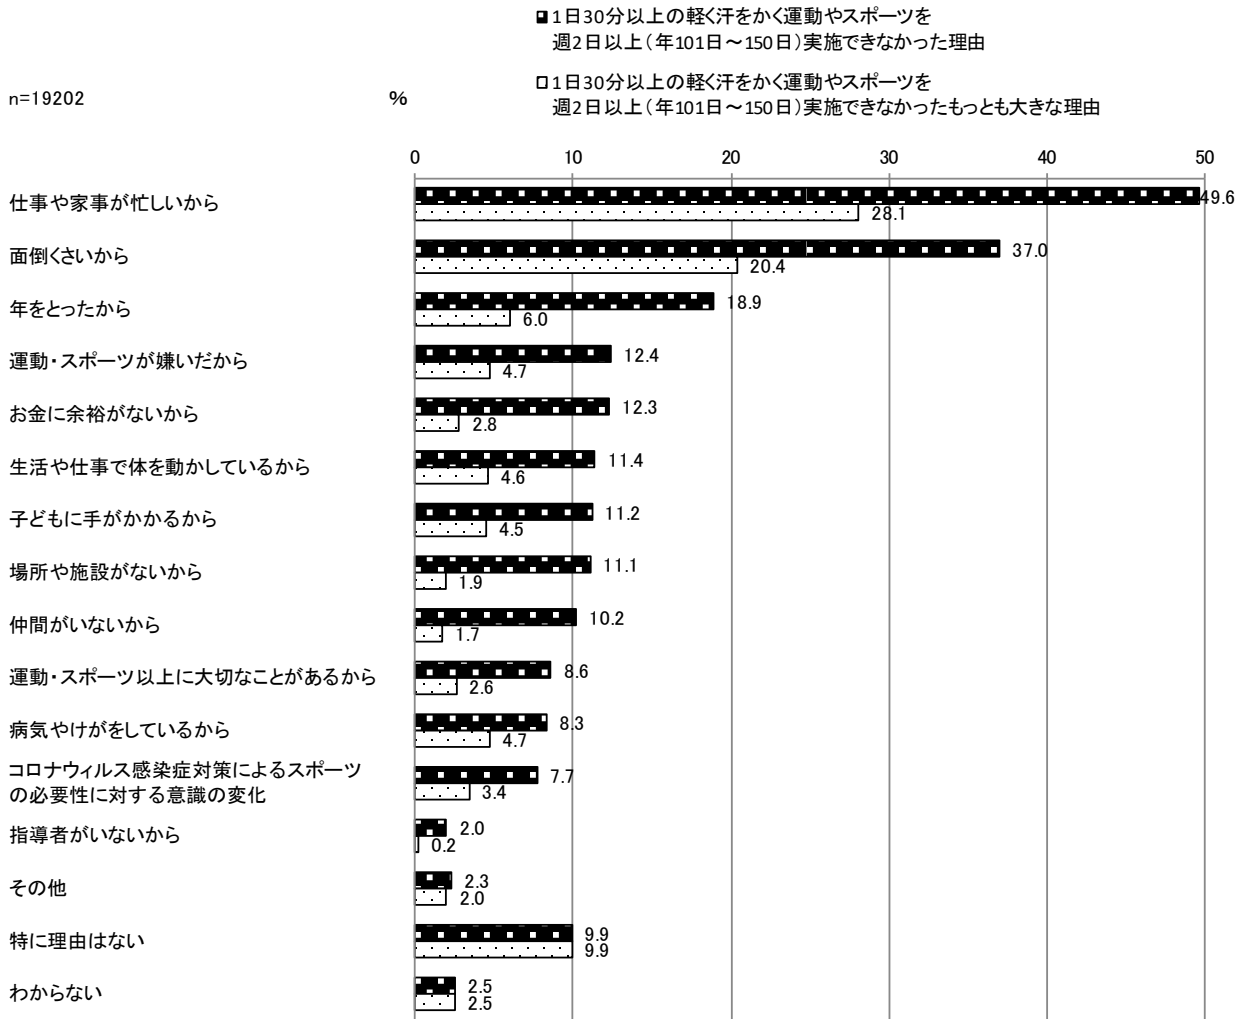 ■1日30分以上の軽く汗をかく運動やスポーツを
週2日以上（年101日～150日）実施できなかった理由
□1日30分以上の軽く汗をかく運動やスポーツを
週2日以上（年101日～150日）実施できなかったもっとも大きな理由
n=19202 %
0 10 20 30 40 50
仕事や家事が忙しいから 49.6
28.1
面倒くさいから 37.0
20.4
年をとったから 18.9
6.0
運動・スポーツが嫌いだから 12.4
4.7
お金に余裕がないから 12.3
2.8
生活や仕事で体を動かしているから 11.4
4.6
子どもに手がかかるから 11.2
4.5
場所や施設がないから 11.1
1.9
仲間がいないから 10.2
1.7
運動・スポーツ以上に大切なことがあるから 8.6
2.6
病気やけがをしているから 8.3
4.7
コロナウィルス感染症対策によるスポーツ
の必要性に対する意識の変化 7.7
3.4
指導者がいないから 2.0
0.2
その他 2.3
2.0
特に理由はない 9.9
9.9
わからない 2.5
2.5